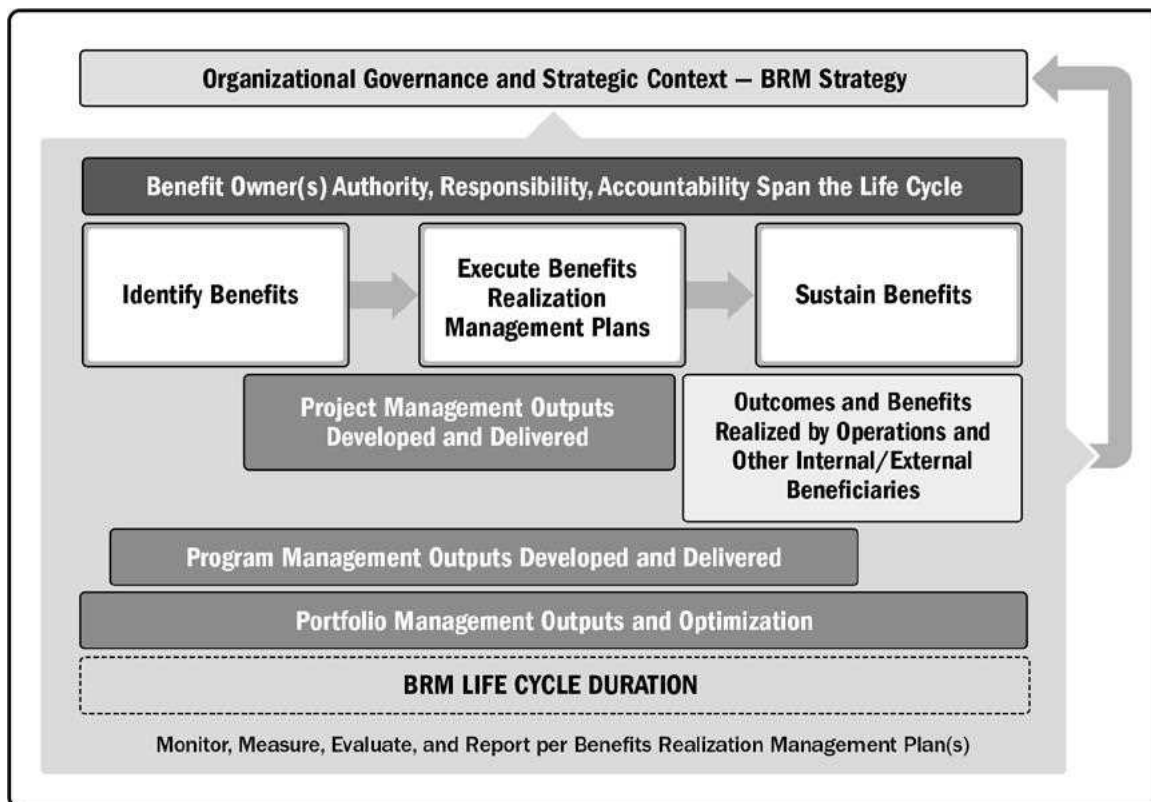 Organizational Governance and Strategic Context — BRM Strategy
Benefit Owner(s) Authority, Responsibility, Accountability Span the Life Cycle
Identify Benefits
Execute Benefits
Realization
Management Plans
Sustain Benefits
Project Management Outputs
Developed and Delivered
Outcomes and Benefits
Realized by Operations and
Other Internal/External
Beneficiaries
Program Management Outputs Developed and Delivered
Portfolio Management Outputs and Optimization
BRM LIFE CYCLE DURATION
Monitor, Measure, Evaluate, and Report per Benefits Realization Management Plan(s)